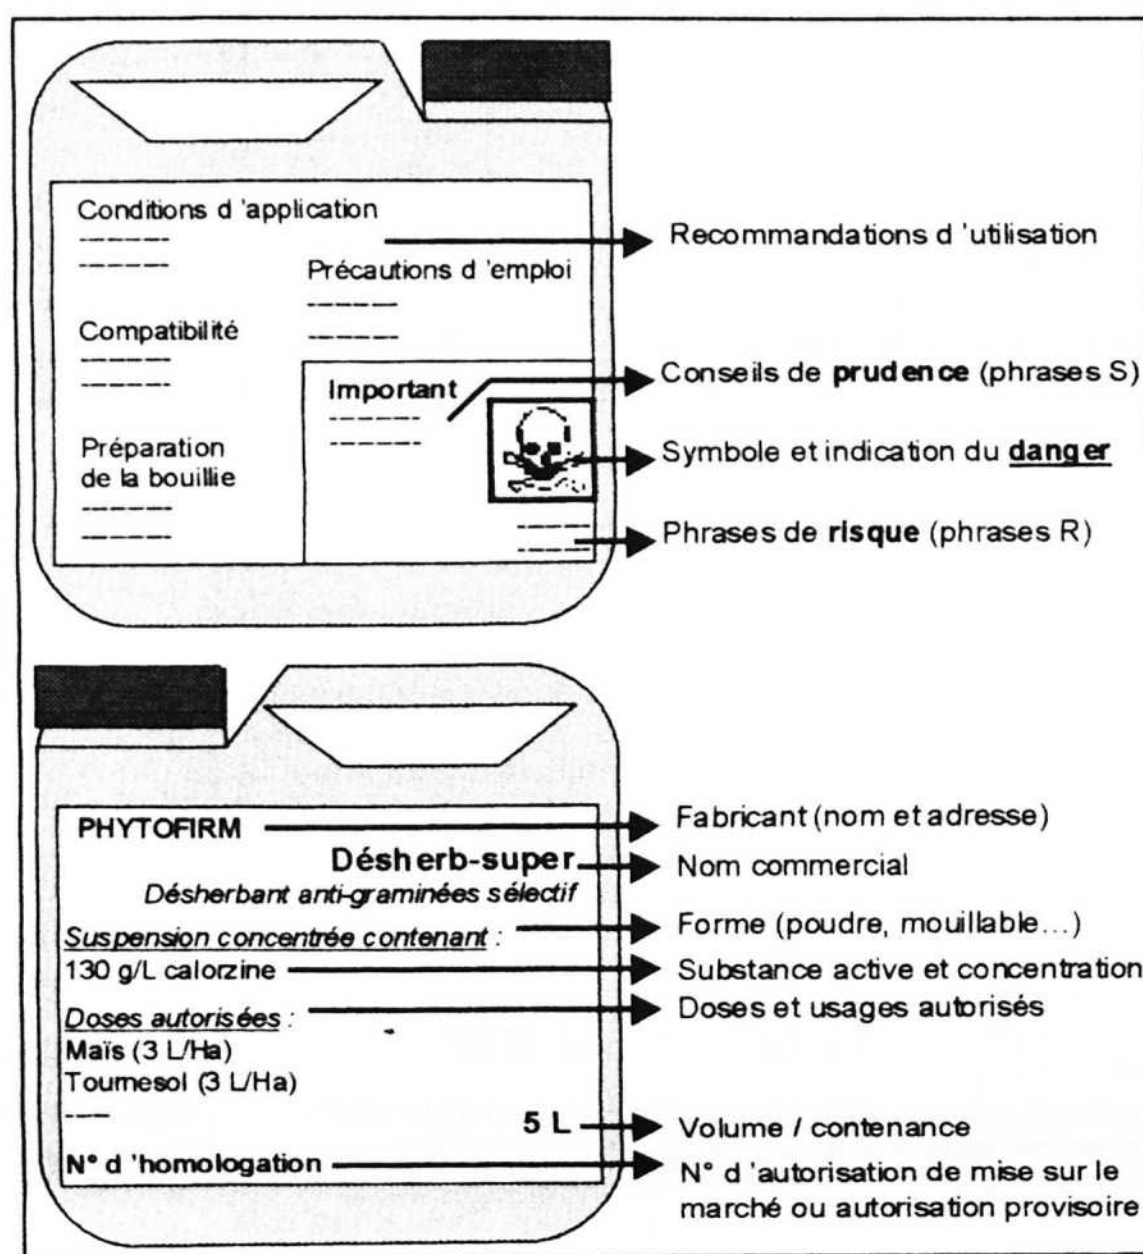 Conditions d 'application
Recommandations d 'utilisation
Précautions d 'emploi
Compatibilité
Important
Conseils de prudence (phrases S)
Préparation
de la bouillie
Symbole et indication du danger
Phrases de risque (phrases R)
PHYTOFIRM
Fabricant (nom et adresse)
Désherb-super
Nom commercial
Désherbant anti-graminées sélectif
Suspension concentrée contenant :
Forme (poudre, mouillable...)
130 g/L calorzine
Substance active et concentration
Doses autorisées :
Doses et usages autorisés
Maïs (3 L/Ha)
Tournesol (3 L/Ha)
5 L
Volume / contenance
N° d 'homologation
N° d 'autorisation de mise sur le
marché ou autorisation provisoire